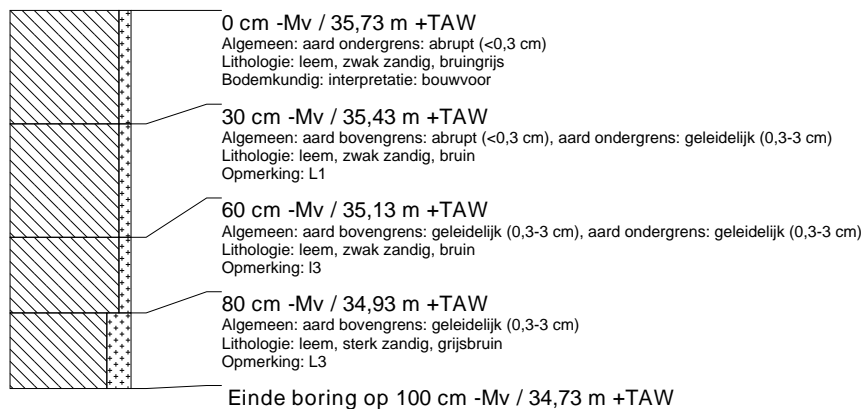 0 cm -Mv / 35,73 m +TAW
Algemeen: aard ondergrens: abrupt (<0,3 cm)
Lithologie: leem, zwak zandig, bruingrijs
Bodemkundig: interpretatie: bouwvoor
30 cm -Mv / 35,43 m +TAW
Algemeen: aard bovengrens: abrupt (<0,3 cm), aard ondergrens: geleidelijk (0,3-3 cm)
Lithologie: leem, zwak zandig, bruin
Opmerking: L1
60 cm -Mv / 35,13 m +TAW
Algemeen: aard bovengrens: geleidelijk (0,3-3 cm), aard ondergrens: geleidelijk (0,3-3 cm)
Lithologie: leem, zwak zandig, bruin
Opmerking: l3
80 cm -Mv / 34,93 m +TAW
Algemeen: aard bovengrens: geleidelijk (0,3-3 cm)
Lithologie: leem, sterk zandig, grijsbruin
Opmerking: L3
Einde boring op 100 cm -Mv / 34,73 m +TAW